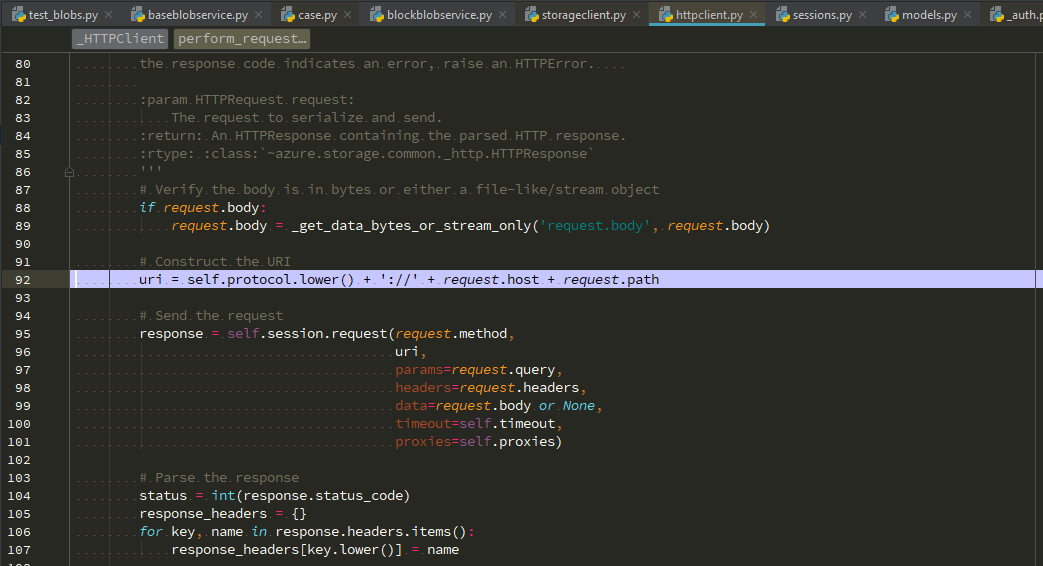 test_blobs.py × baseblobservice.py × case.py × blockblobservice.py × storageclient.py × httpclient.py × sessions.py × models.py × _auth.p
_HTTPClient perform_request…
80 the response code indicates an error, raise an HTTPError.
81
82 :param HTTPRequest request:
83 The request to serialize and send.
84 :return: An HTTPResponse containing the parsed HTTP response.
85 :rtype: :class:`~azure.storage.common._http.HTTPResponse`
86 '''
87 # Verify the body is in bytes or either a file-like/stream object
88 if request.body:
89 request.body = _get_data_bytes_or_stream_only('request.body', request.body)
90
91 # Construct the URI
92 uri = self.protocol.lower() + '://' + request.host + request.path
93
94 # Send the request
95 response = self.session.request(request.method,
96 uri,
97 params=request.query,
98 headers=request.headers,
99 data=request.body or None,
100 timeout=self.timeout,
101 proxies=self.proxies)
102
103 # Parse the response
104 status = int(response.status_code)
105 response_headers = {}
106 for key, name in response.headers.items():
107 response_headers[key.lower()] = name